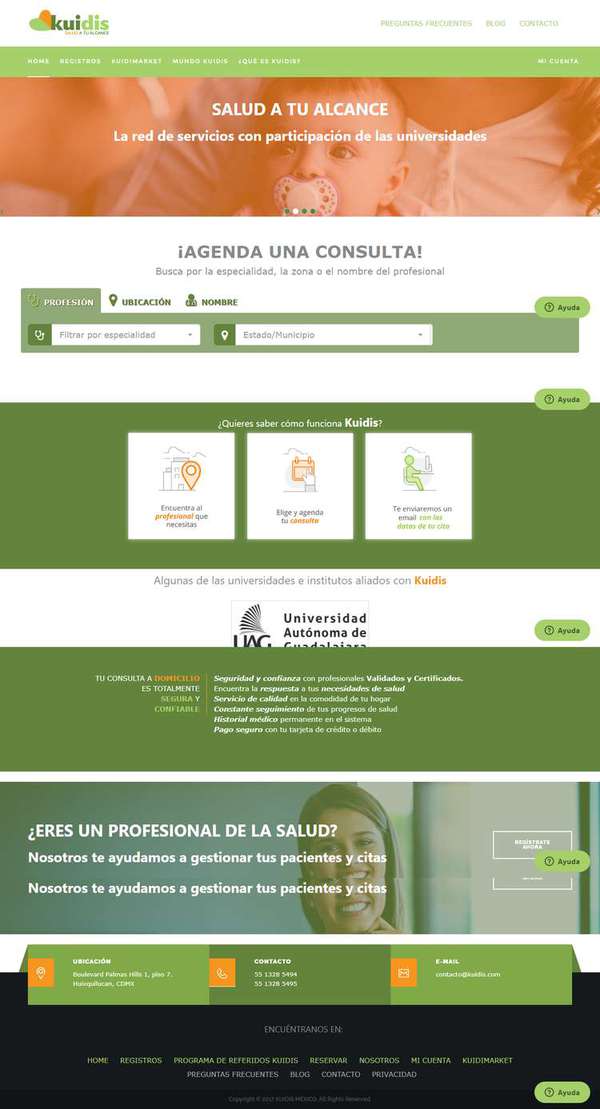 kuidis
SALUD A TU ALCANCE
PREGUNTAS FRECUENTES BLOG CONTACTO
HOME REGISTROS KUIDIMARKET MUNDO KUIDIS ¿QUÉ ES KUIDIS? MI CUENTA
SALUD A TU ALCANCE
La red de servicios con participación de las universidades
¡AGENDA UNA CONSULTA!
Busca por la especialidad, la zona o el nombre del profesional
PROFESIÓN UBICACIÓN NOMBRE
Ayuda
Filtrar por especialidad Estado/Municipio
Ayuda
¿Quieres saber cómo funciona Kuidis?
Encuentra al
profesional que
necesitas
Elige y agenda
tu consulta
Te enviaremos un
email con los
datos de tu cita
Algunas de las universidades e institutos aliados con Kuidis
UAG
Universidad
Autónoma de
Guadalajara
Ayuda
TU CONSULTA A DOMICILIO
ES TOTALMENTE
SEGURA Y
CONFIABLE
Seguridad y confianza con profesionales Validados y Certificados.
Encuentra la respuesta a tus necesidades de salud
Servicio de calidad en la comodidad de tu hogar
Constante seguimiento de tus progresos de salud
Historial médico permanente en el sistema
Pago seguro con tu tarjeta de crédito o débito
¿ERES UN PROFESIONAL DE LA SALUD?
Nosotros te ayudamos a gestionar tus pacientes y citas
REGÍSTRATE
AHORA
Ayuda
Nosotros te ayudamos a gestionar tus pacientes y citas
UBICACIÓN
Boulevard Palmas Hills 1, piso 7.
Huixquilucan, CDMX
CONTACTO
55 1328 5494
55 1328 5495
E-MAIL
contacto@kuidis.com
ENCUÉNTRANOS EN:
HOME REGISTROS PROGRAMA DE REFERIDOS KUIDIS RESERVAR NOSOTROS MI CUENTA KUIDIMARKET
PREGUNTAS FRECUENTES BLOG CONTACTO PRIVACIDAD
Ayuda
Copyright © 2017 KUIDIS MEXICO. All Rights Reserved